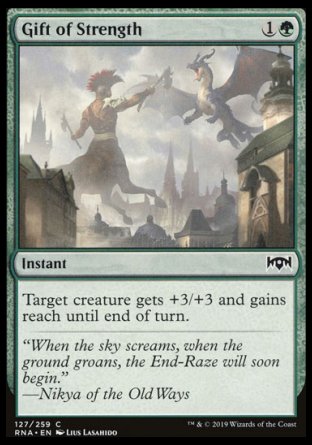 Gift of Strength 1
Instant
Target creature gets +3/+3 and gains
reach until end of turn.
“When the sky screams, when the
ground groans, the End-Raze will soon
begin.”
—Nikya of the Old Ways
127/259 C
RNA • EN LIUS LASAHIDO
™ & © 2019 Wizards of the Coast